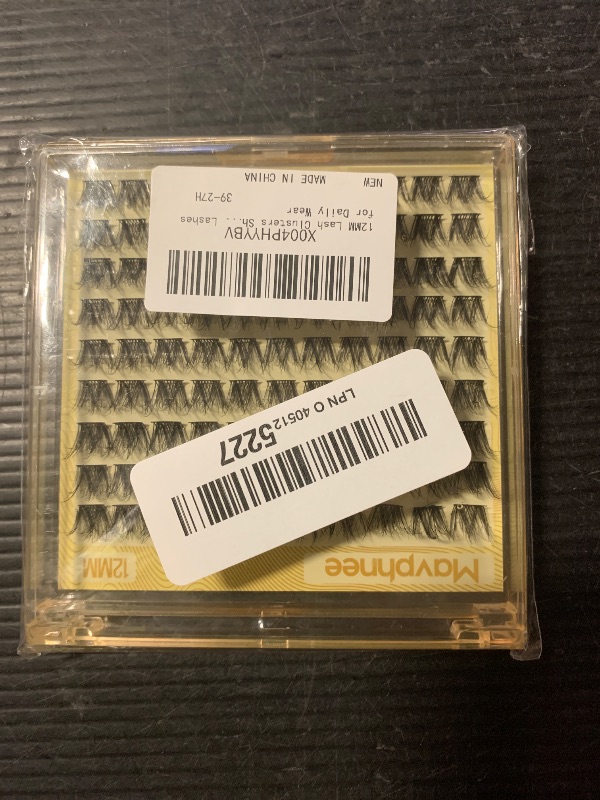 Mavphnee
12MM
LPN O 405125227
X004PHYYBV
12MM Lash Clusters Sh... Lashes
for Daily Wear
39-27H
NEW MADE IN CHINA